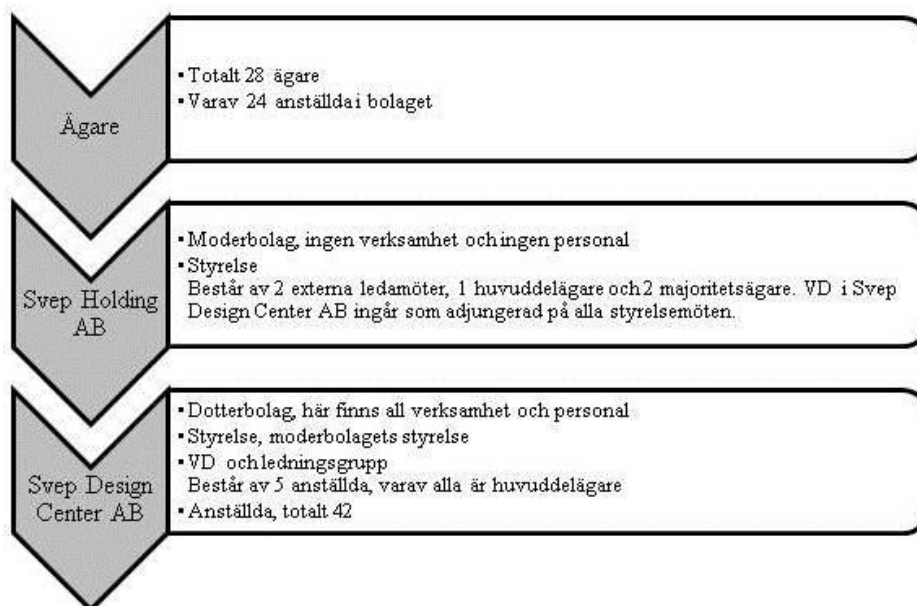 Ägare
▪ Totalt 28 ägare
▪ Varav 24 anställda i bolaget
Svep Holding
AB
▪ Moderbolag, ingen verksamhet och ingen personal
▪ Styrelse
Består av 2 externa ledamöter, 1 huvuddelägare och 2 majoritetsägare. VD i Svep
Design Center AB ingår som adjungerad på alla styrelsemöten.
Svep Design
Center AB
▪ Dotterbolag, här finns all verksamhet och personal
▪ Styrelse, moderbolagets styrelse
▪ VD och ledningsgrupp
Består av 5 anställda, varav alla är huvuddelägare
▪ Anställda, totalt 42